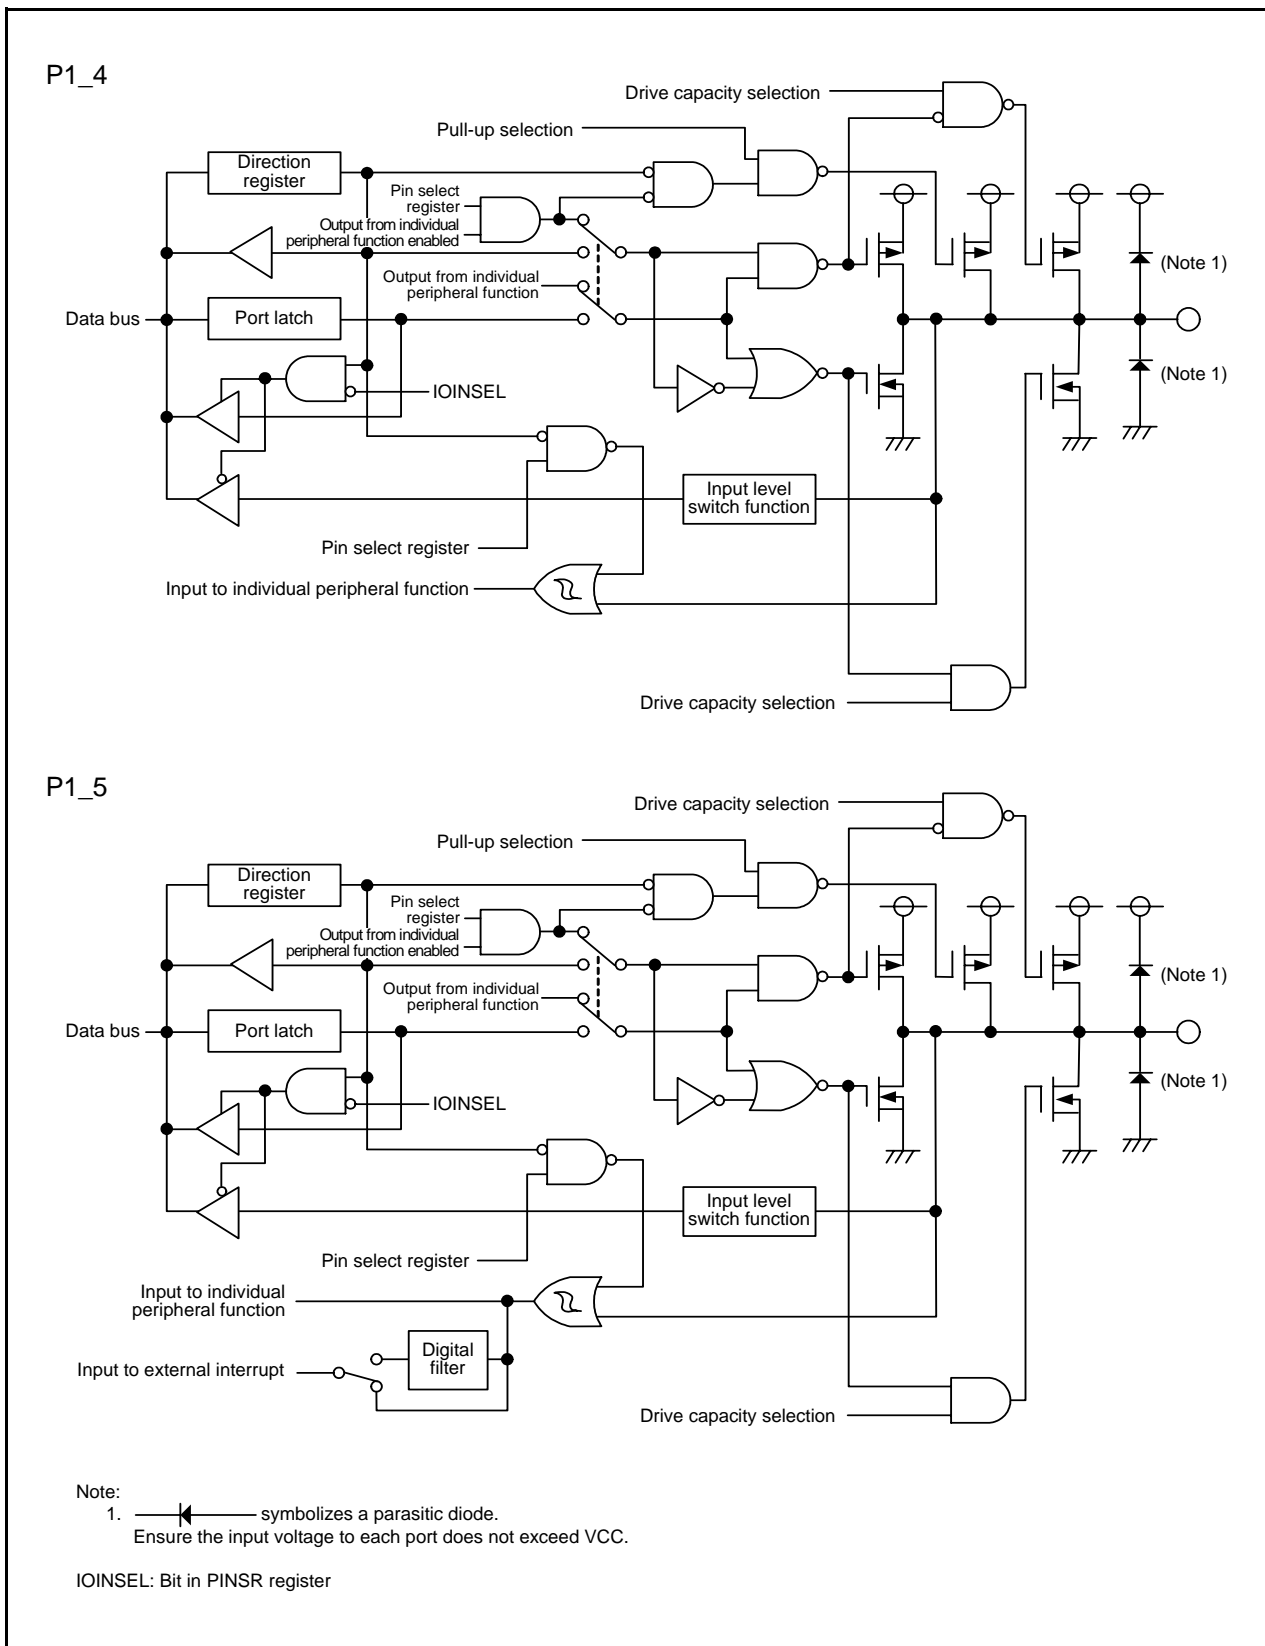 P1_4
Drive capacity selection
Pull-up selection
Direction
register
Pin select
register
Output from individual
peripheral function enabled
(Note 1)
Output from individual
peripheral function
Data bus
Port latch
(Note 1)
IOINSEL
Input level
switch function
Pin select register
Input to individual peripheral function
Drive capacity selection
P1_5
Drive capacity selection
Pull-up selection
Direction
register
Pin select
register
Output from individual
peripheral function enabled
(Note 1)
Output from individual
peripheral function
Data bus
Port latch
(Note 1)
IOINSEL
Input level
switch function
Pin select register
Input to individual
peripheral function
Digital
filter
Input to external interrupt
Drive capacity selection
Note:
1. symbolizes a parasitic diode.
Ensure the input voltage to each port does not exceed VCC.
IOINSEL: Bit in PINSR register